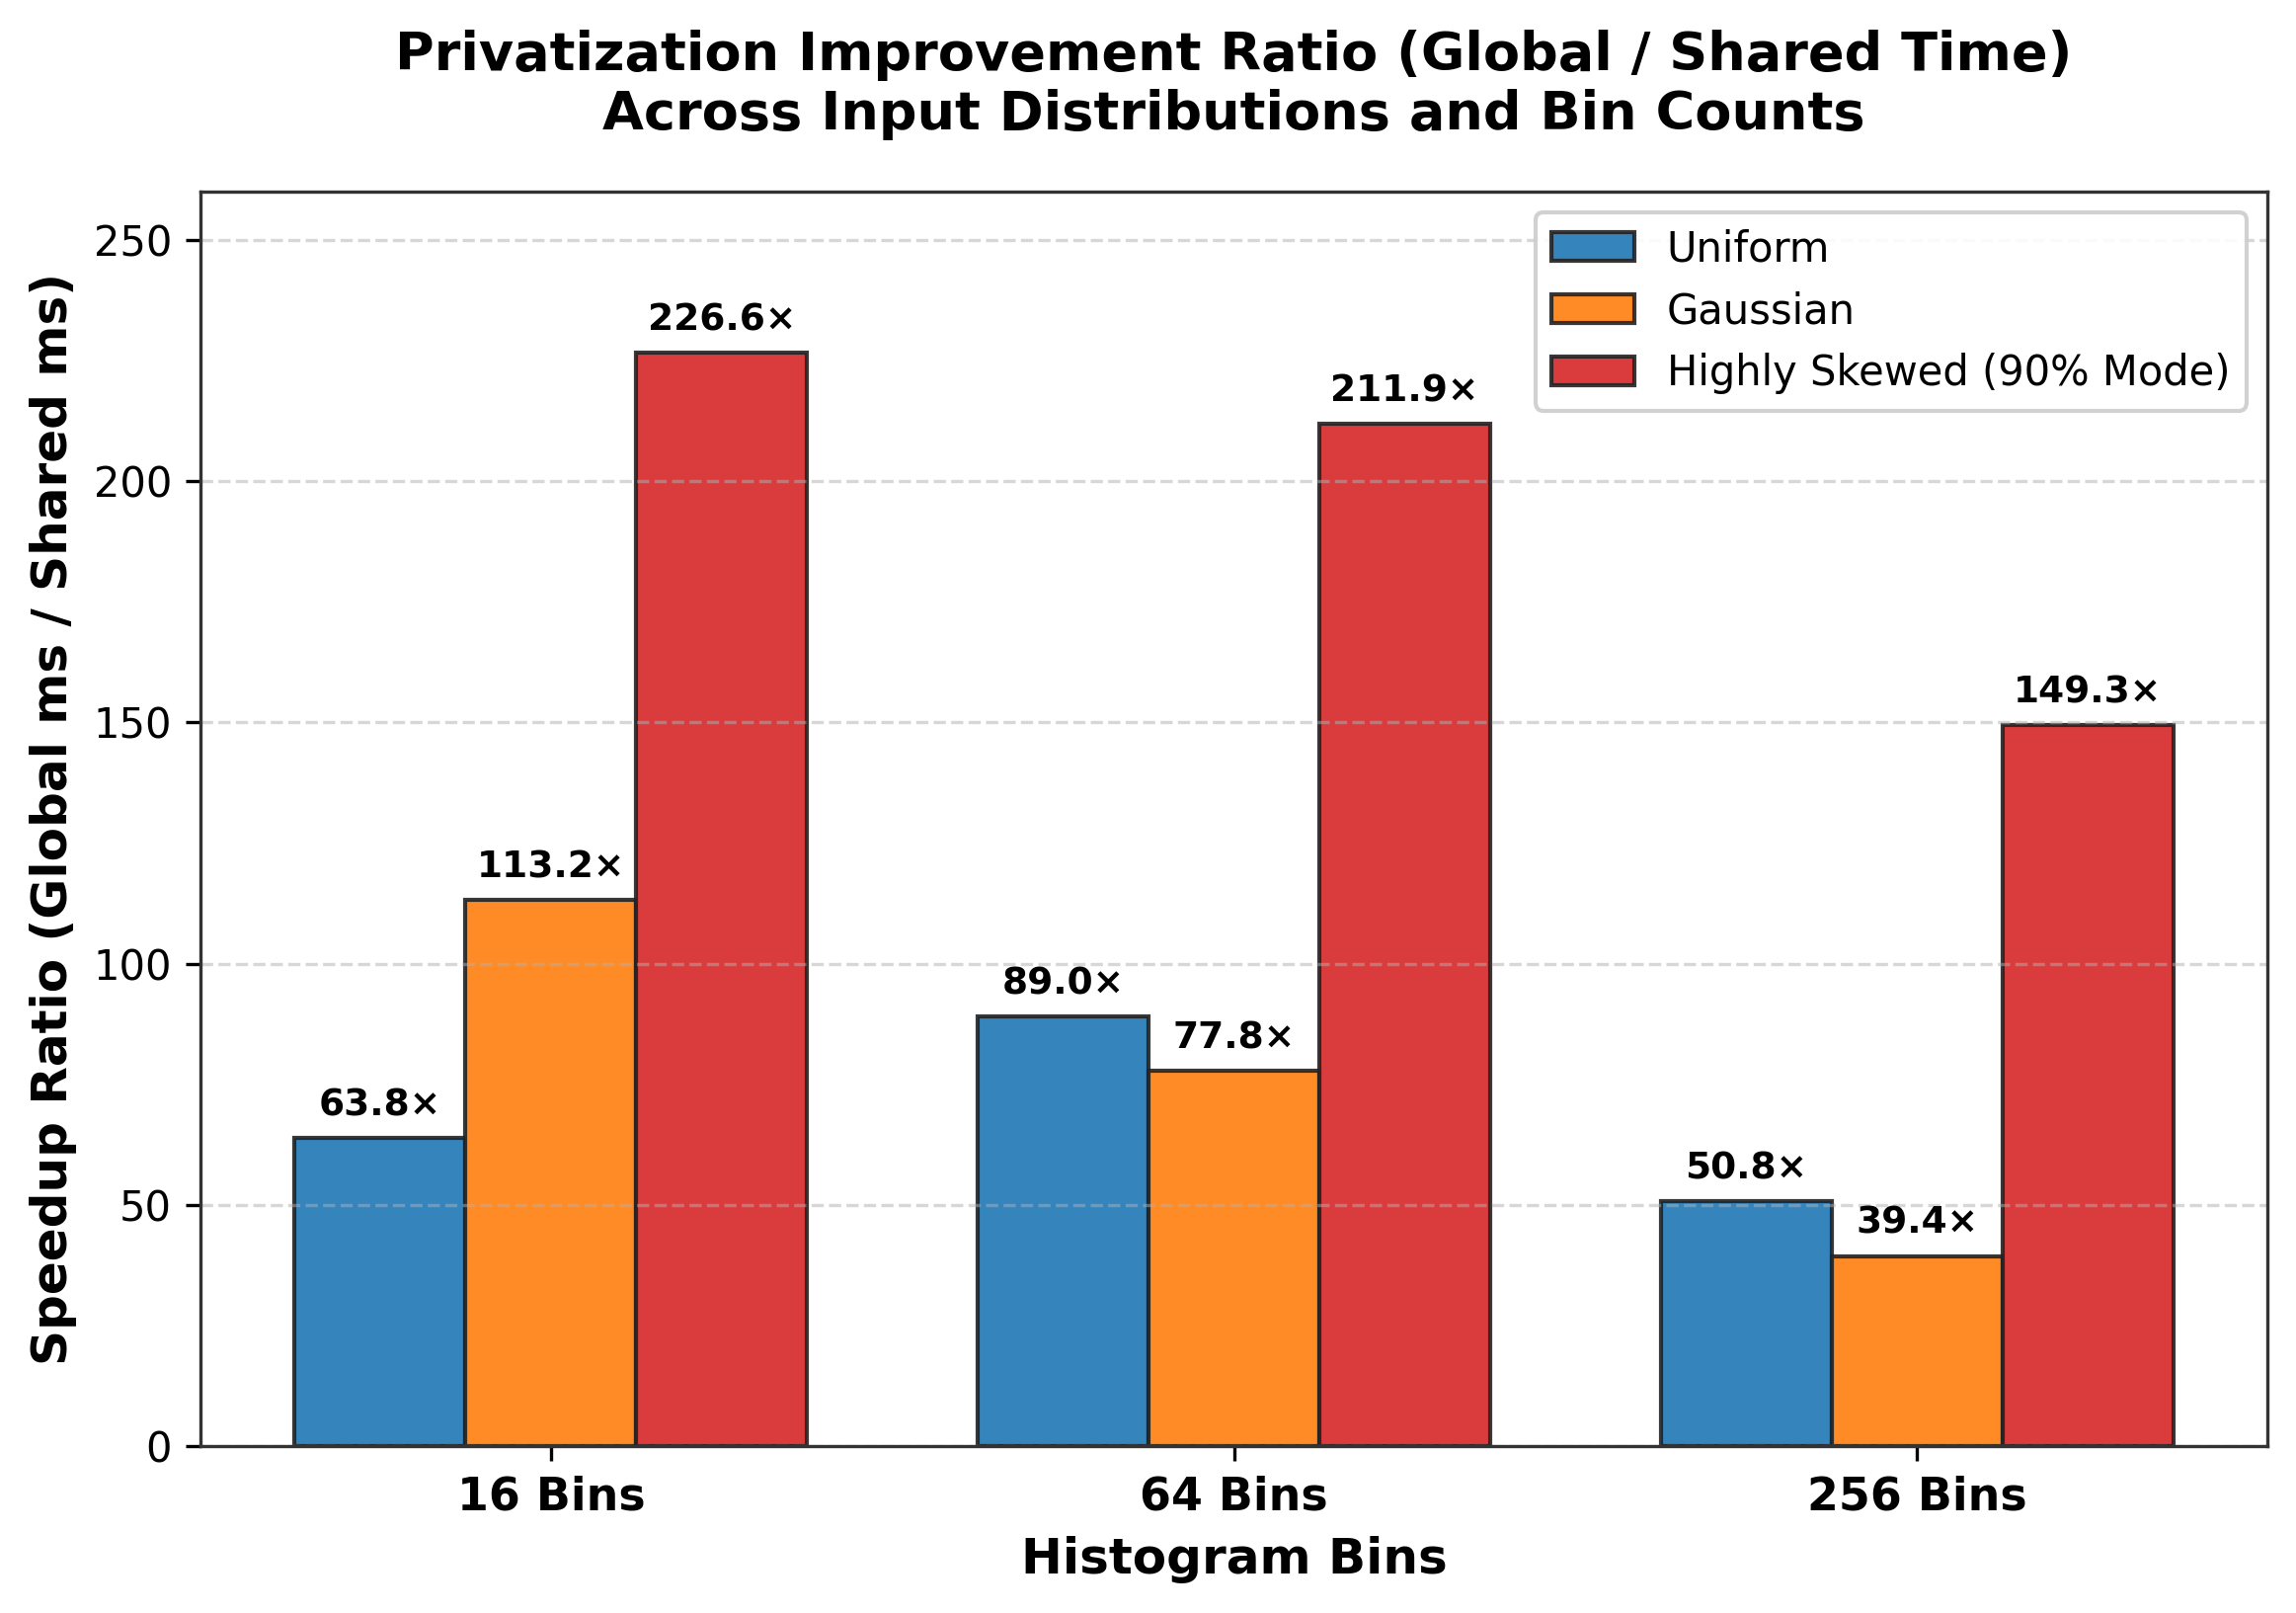 Privatization Improvement Ratio (Global / Shared Time)
Across Input Distributions and Bin Counts
Speedup Ratio (Global ms / Shared ms)
250
200
150
100
50
0
Uniform
Gaussian
Highly Skewed (90% Mode)
63.8×
113.2×
226.6×
89.0×
77.8×
211.9×
50.8×
39.4×
149.3×
16 Bins
64 Bins
256 Bins
Histogram Bins